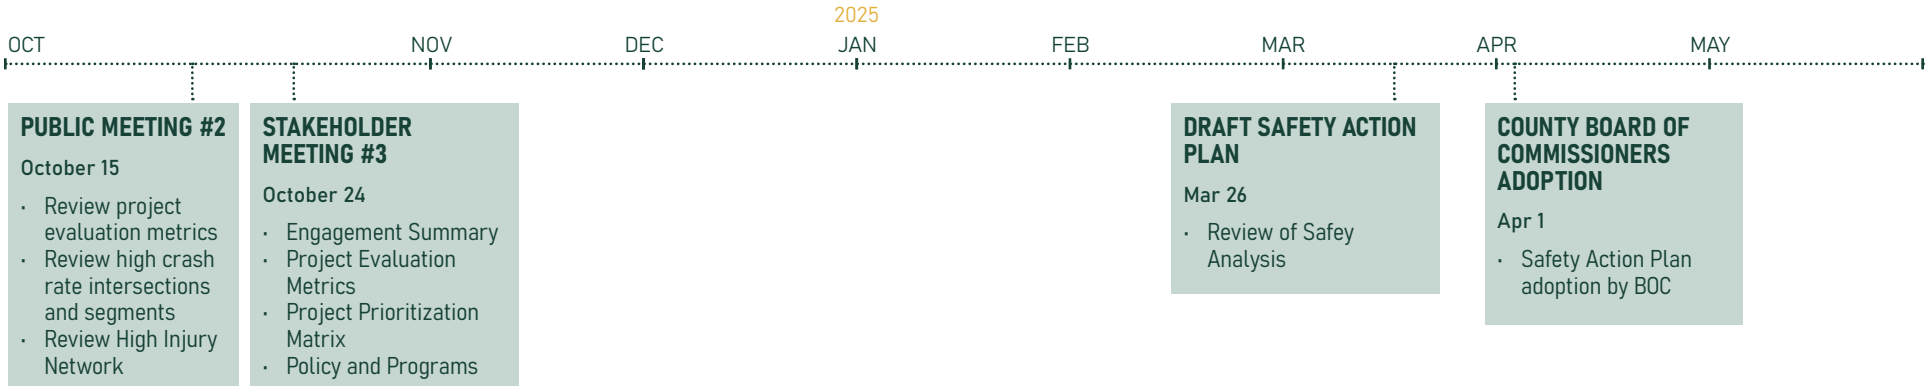 2025
OCT NOV DEC JAN FEB MAR APR MAY
PUBLIC MEETING #2
October 15
· Review project
evaluation metrics
· Review high crash
rate intersections
and segments
· Review High Injury
Network
STAKEHOLDER
MEETING #3
October 24
· Engagement Summary
· Project Evaluation
Metrics
· Project Prioritization
Matrix
· Policy and Programs
DRAFT SAFETY ACTION
PLAN
Mar 26
· Review of Safey
Analysis
COUNTY BOARD OF
COMMISSIONERS
ADOPTION
Apr 1
· Safety Action Plan
adoption by BOC